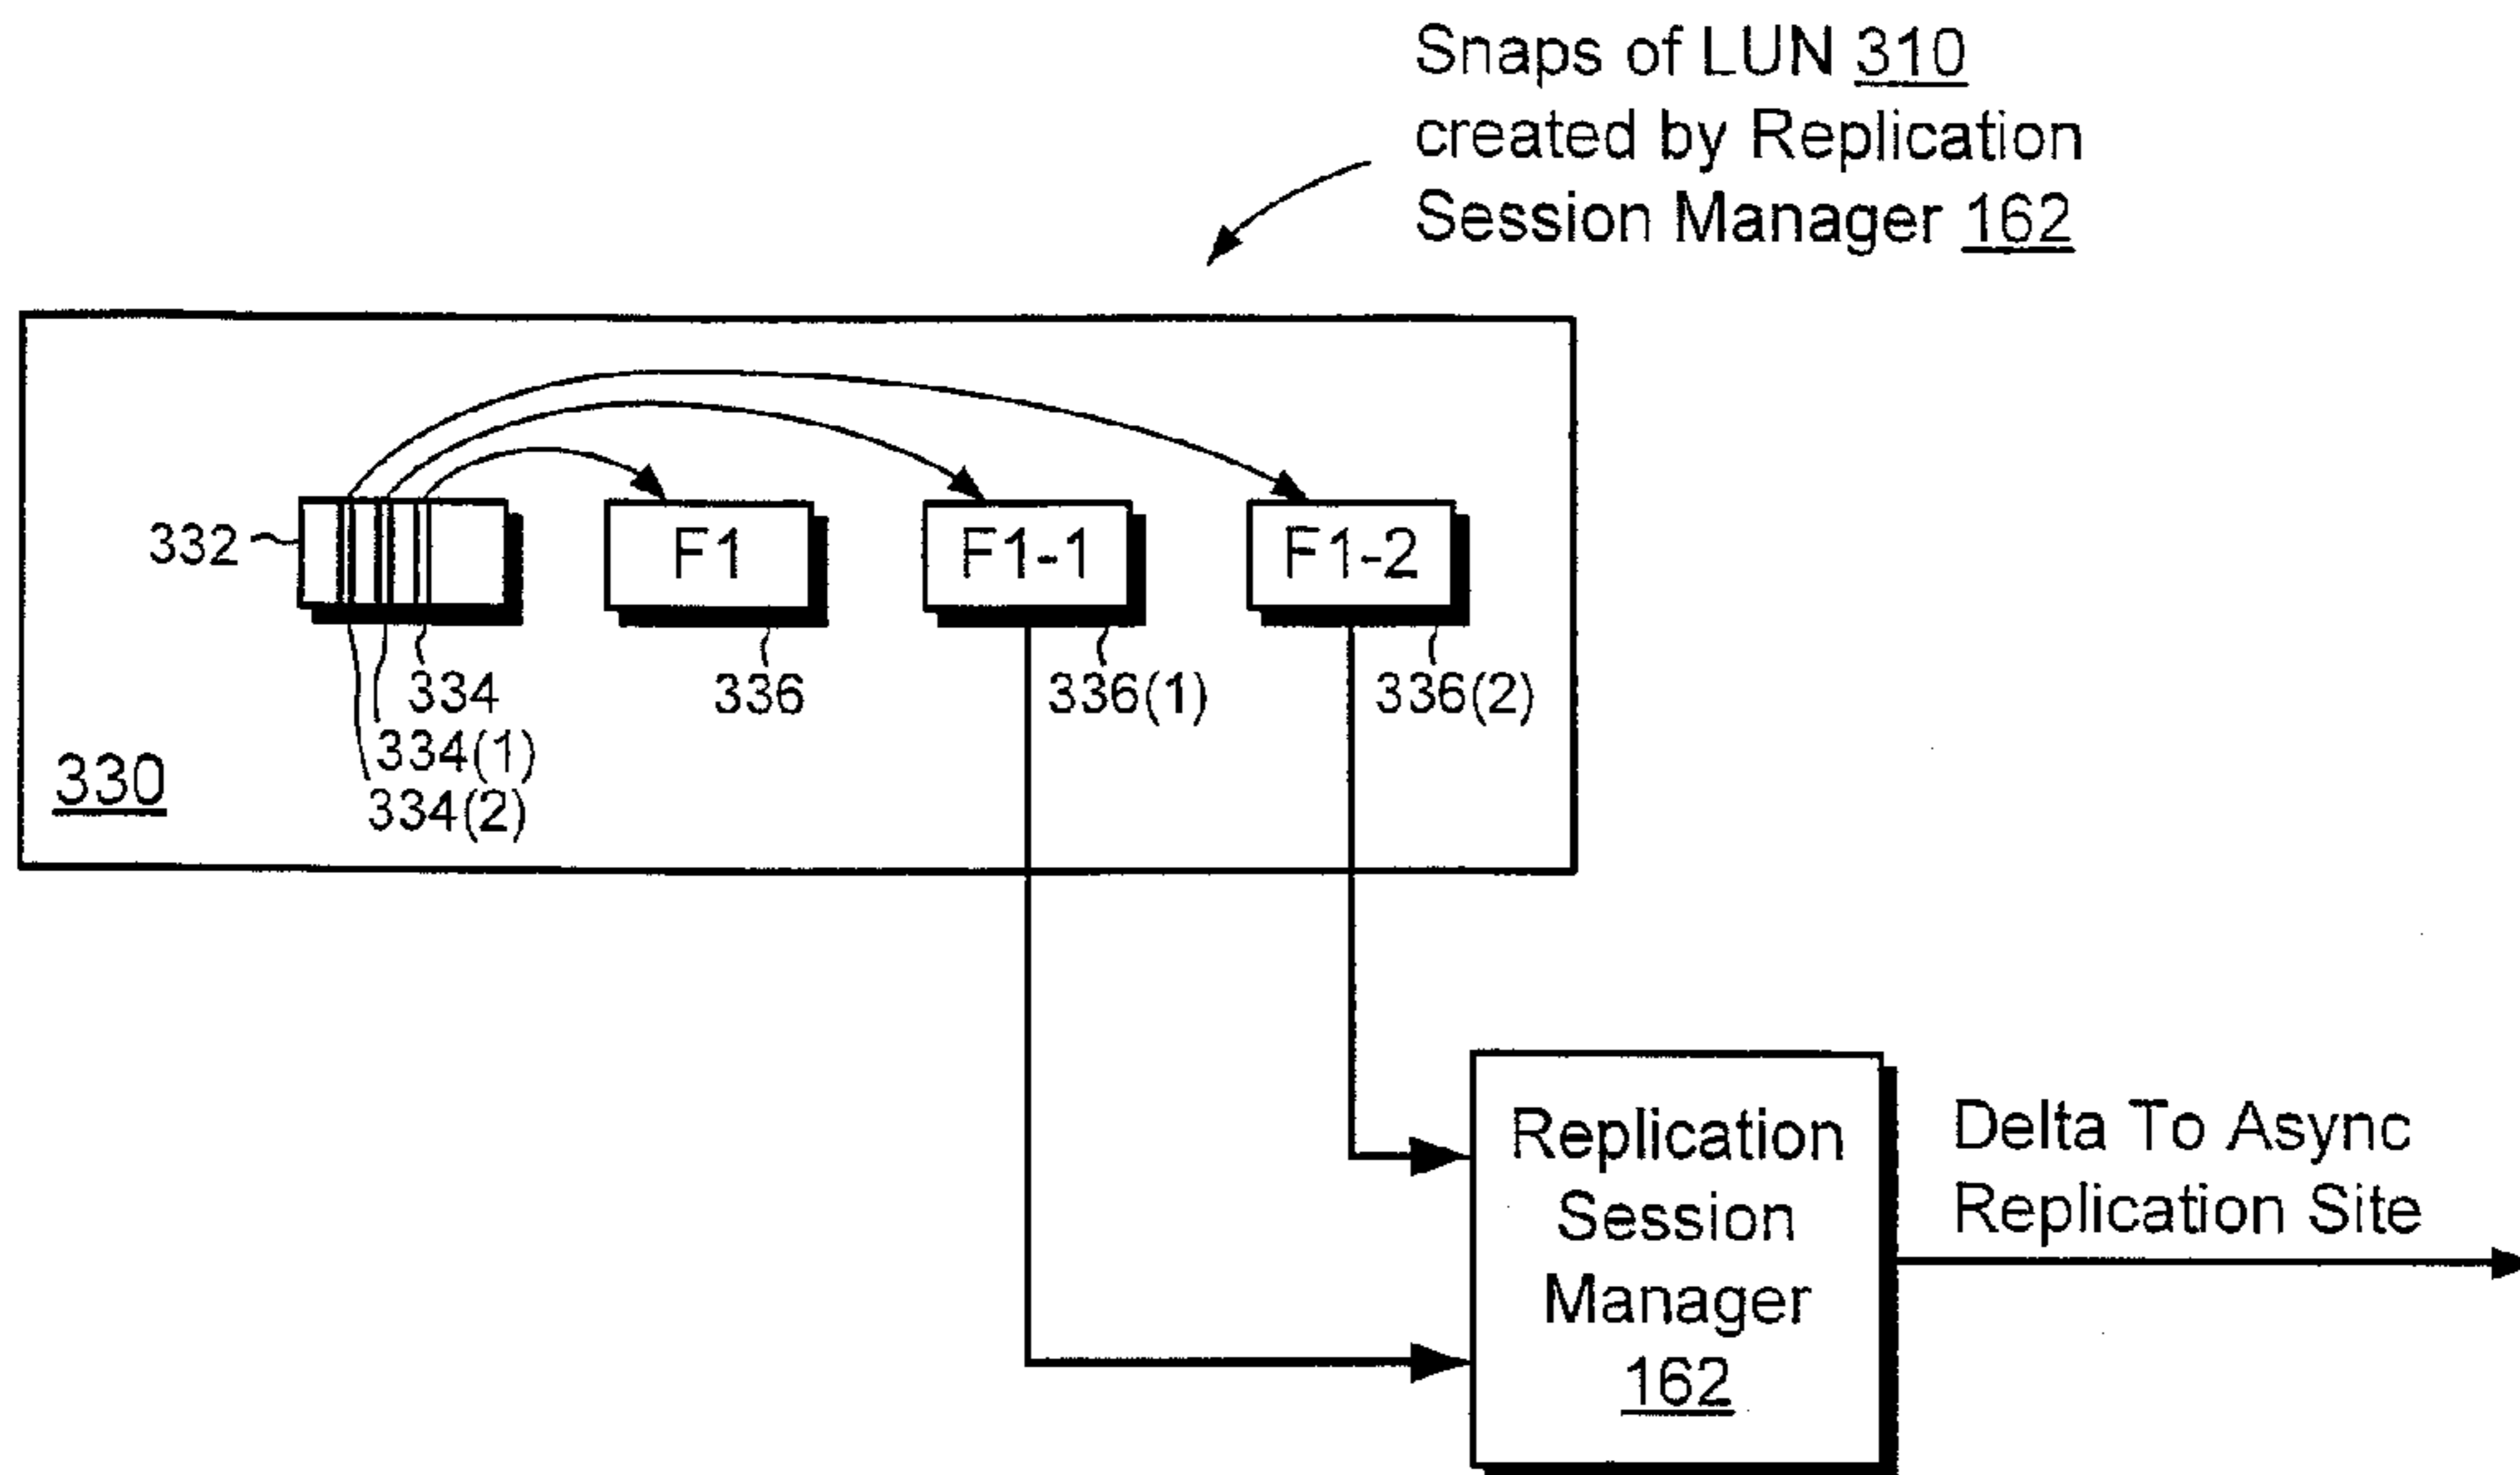 Snaps of LUN 310
created by Replication
Session Manager 162
332
F1
F1-1
F1-2
334
334(1)
334(2)
336
336(1)
336(2)
330
Replication
Session
Manager
162
Delta To Async
Replication Site